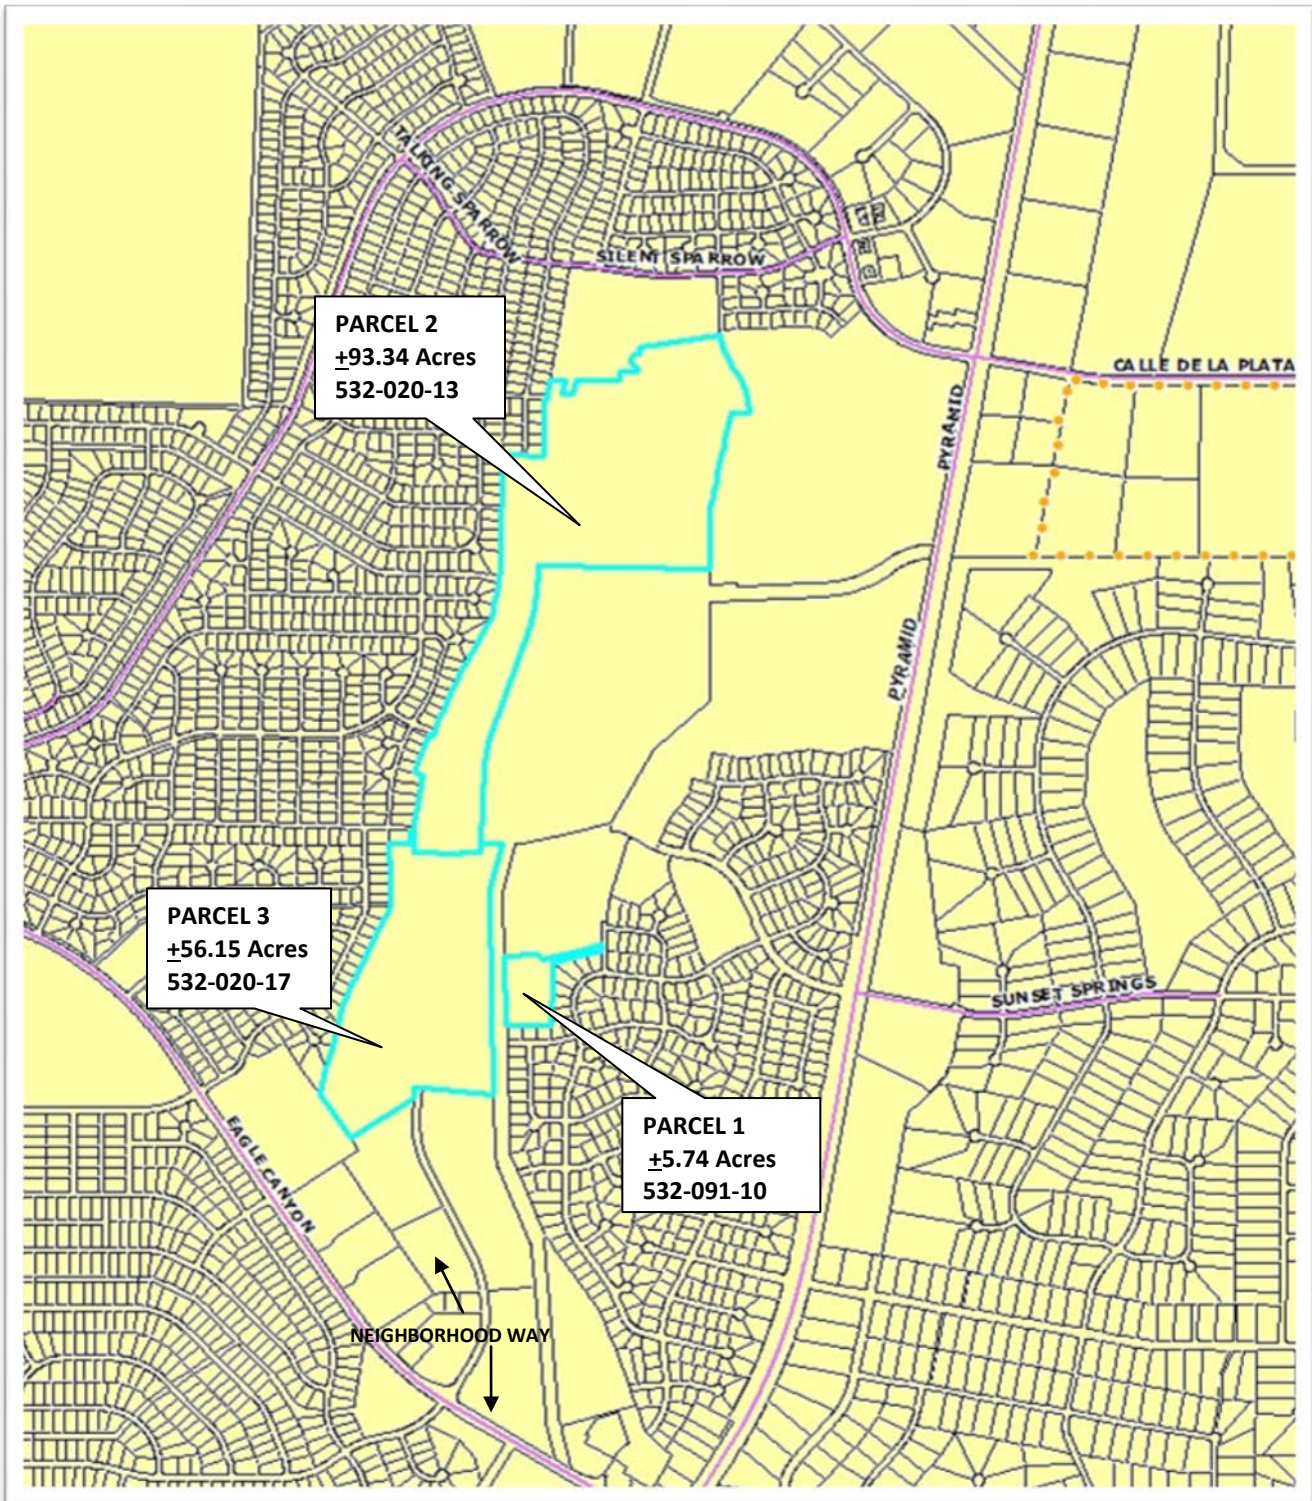 TALKING SPARROW
SILENT SPARROW
PARCEL 2
±93.34 Acres
532-020-13
CALLE DE LA PLATA
PYRAMID
PYRAMID
PARCEL 3
±56.15 Acres
532-020-17
SUNSET SPRINGS
PARCEL 1
±5.74 Acres
532-091-10
EAGLE CANYON
NEIGHBORHOOD WAY